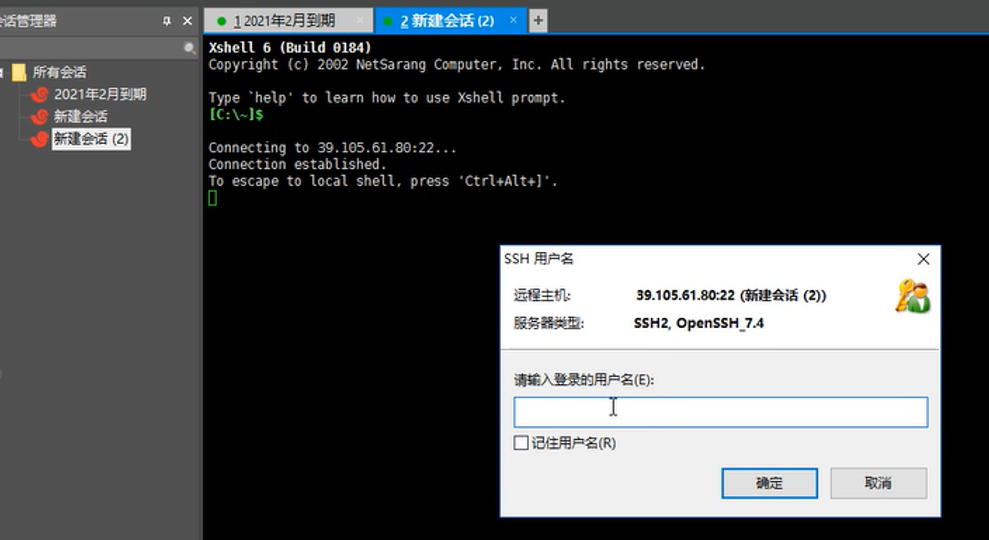 话管理器
1 2021年2月到期
2 新建会话 (2)
所有会话
2021年2月到期
新建会话
新建会话 (2)
Xshell 6 (Build 0184)
Copyright (c) 2002 NetSarang Computer, Inc. All rights reserved.
Type `help' to learn how to use Xshell prompt.
[C:\~]$
Connecting to 39.105.61.80:22...
Connection established.
To escape to local shell, press 'Ctrl+Alt+]'.
SSH 用户名
远程主机: 39.105.61.80:22 (新建会话 (2))
服务器类型: SSH2, OpenSSH_7.4
请输入登录的用户名(E):
记住用户名(R)
确定
取消